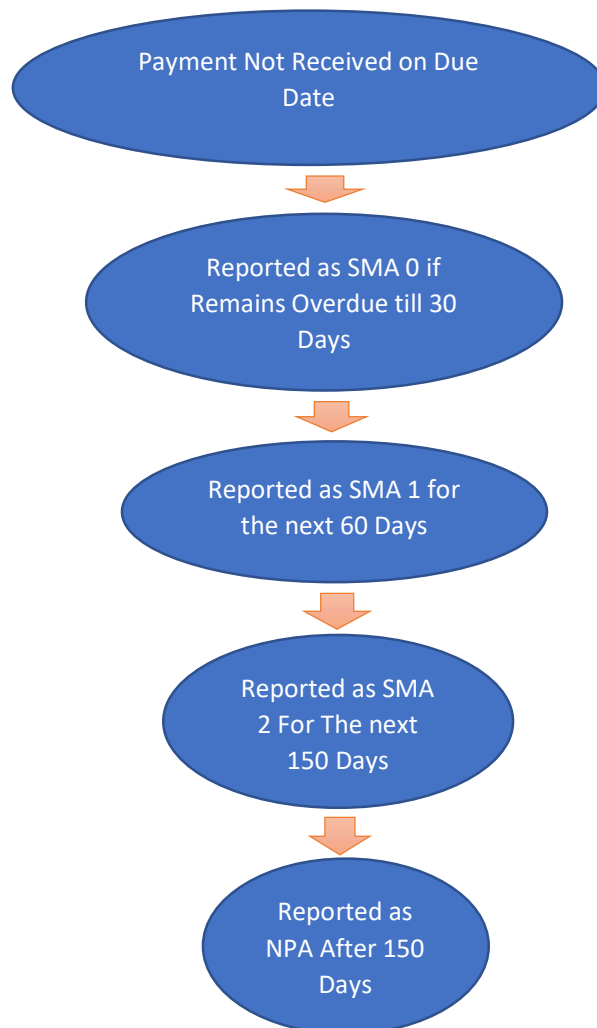 Payment Not Received on Due
Date
Reported as SMA 0 if
Remains Overdue till 30
Days
Reported as SMA 1 for
the next 60 Days
Reported as SMA
2 For The next
150 Days
Reported as
NPA After 150
Days